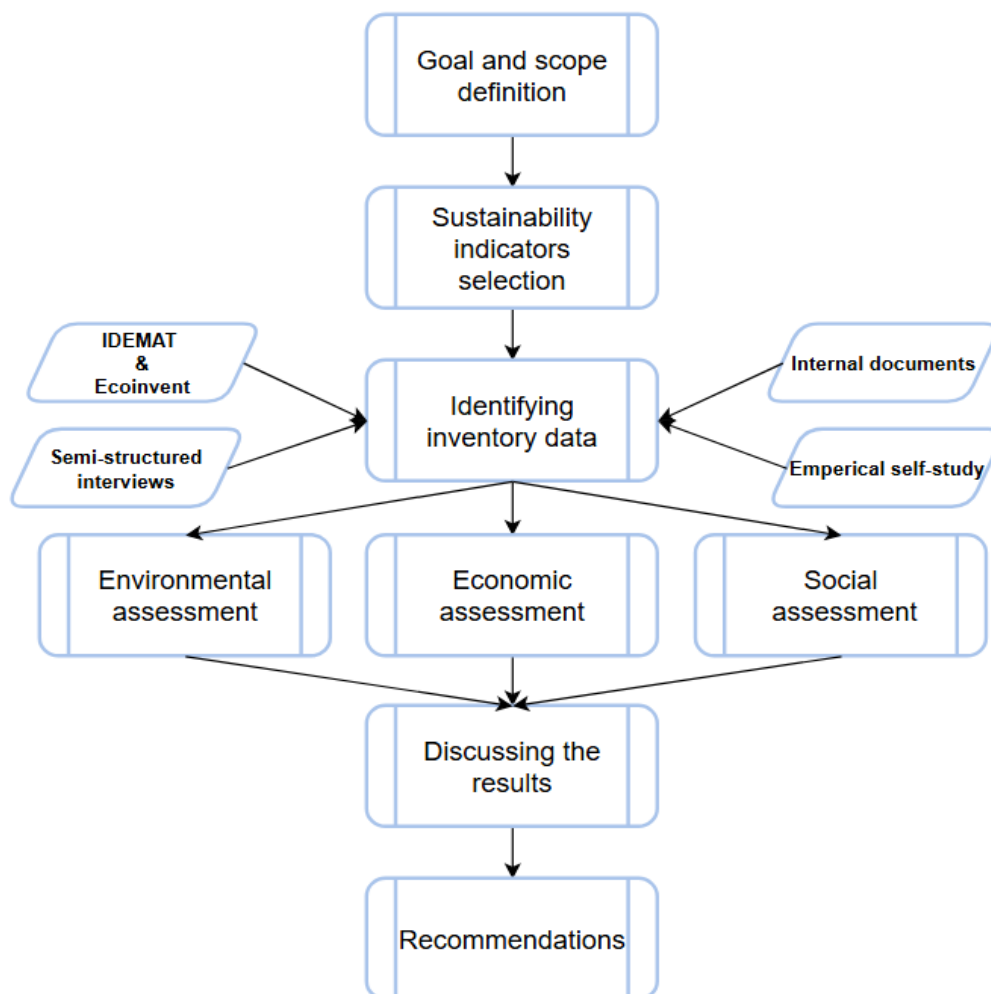 Goal and scope
definition
Sustainability
indicators
selection
IDEMAT
&
Ecoinvent
Internal documents
Identifying
inventory data
Semi-structured
interviews
Emperical self-study
Environmental
assessment
Economic
assessment
Social
assessment
Discussing the
results
Recommendations